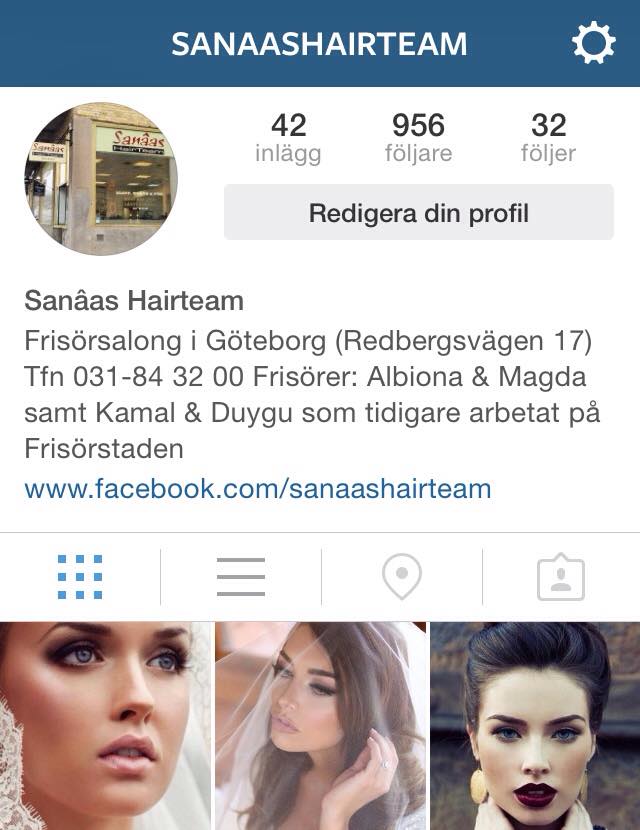 SANAASHAIRTEAM
Sanâas
HairTeam
Sanâas
42 956 32
inlägg följare följer
Redigera din profil
Sanâas Hairteam
Frisörsalong i Göteborg (Redbergsvägen 17)
Tfn 031-84 32 00 Frisörer: Albiona & Magda
samt Kamal & Duygu som tidigare arbetat på
Frisörstaden
www.facebook.com/sanaashairteam